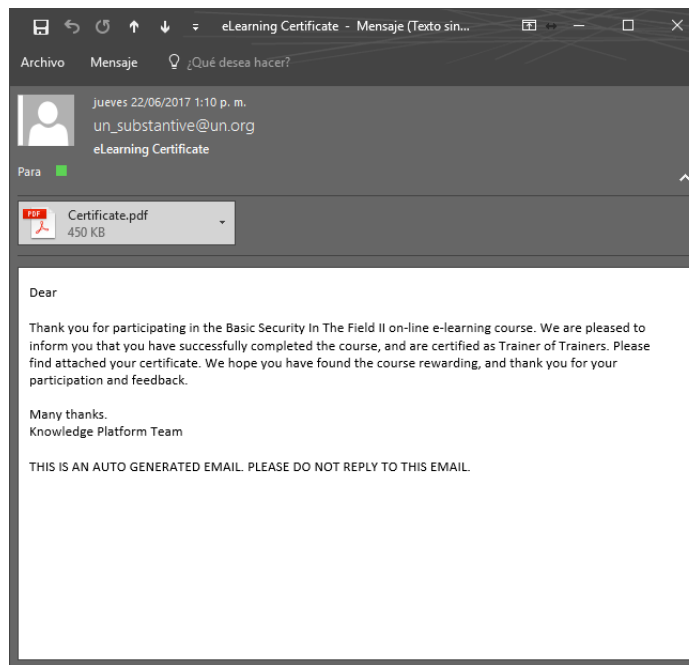 eLearning Certificate - Mensaje (Texto sin...
Archivo Mensaje ¿Qué desea hacer?
jueves 22/06/2017 1:10 p. m.
un_substantive@un.org
eLearning Certificate
Para
PDF
Certificate.pdf
450 KB
Dear
Thank you for participating in the Basic Security In The Field II on-line e-learning course. We are pleased to
inform you that you have successfully completed the course, and are certified as Trainer of Trainers. Please
find attached your certificate. We hope you have found the course rewarding, and thank you for your
participation and feedback.
Many thanks.
Knowledge Platform Team
THIS IS AN AUTO GENERATED EMAIL. PLEASE DO NOT REPLY TO THIS EMAIL.